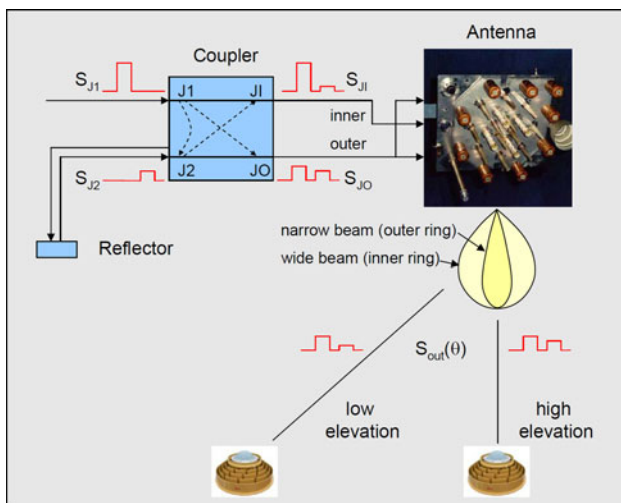 Antenna
Coupler
S_J1
J1 JI
S_JI
inner
outer
S_J2
J2 JO
S_JO
Reflector
narrow beam (outer ring)
wide beam (inner ring)
S_out(θ)
low
elevation
high
elevation